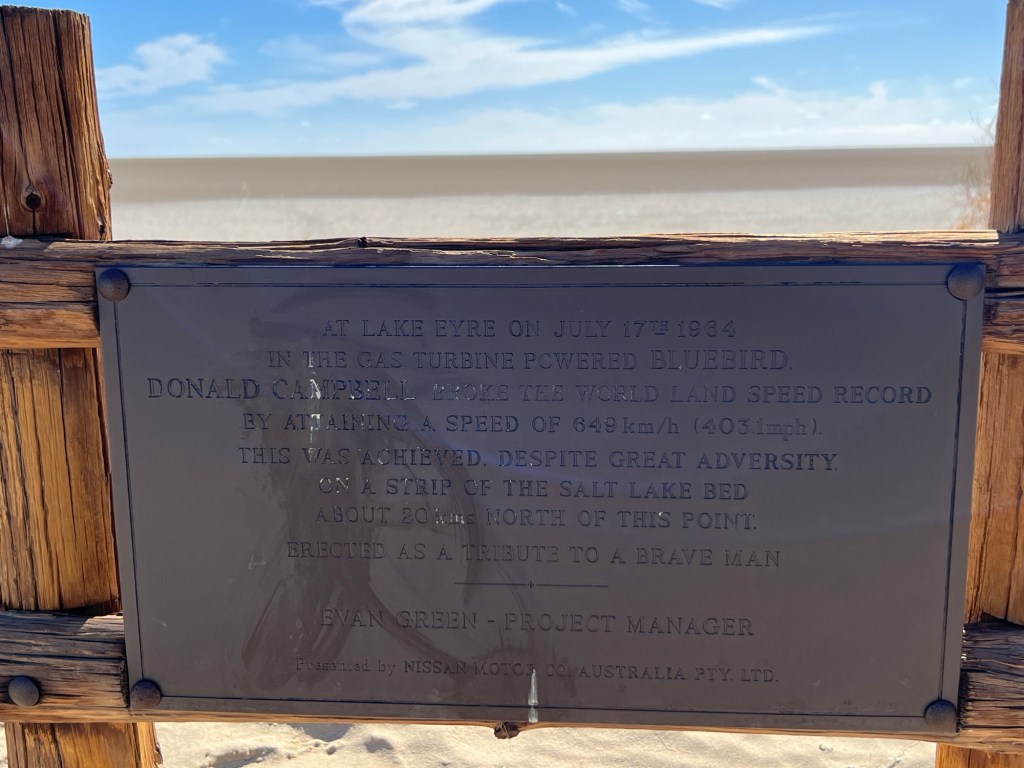 AT LAKE EYRE ON JULY 17TH 1964
IN THE GAS TURBINE POWERED BLUEBIRD,
DONALD CAMPBELL BROKE THE WORLD LAND SPEED RECORD
BY ATTAINING A SPEED OF 649 km/h (403.1mph).
THIS WAS ACHIEVED, DESPITE GREAT ADVERSITY,
ON A STRIP OF THE SALT LAKE BED
ABOUT 20 kms NORTH OF THIS POINT.
ERECTED AS A TRIBUTE TO A BRAVE MAN
EVAN GREEN - PROJECT MANAGER
Presented by NISSAN MOTOR CO. AUSTRALIA PTY. LTD.